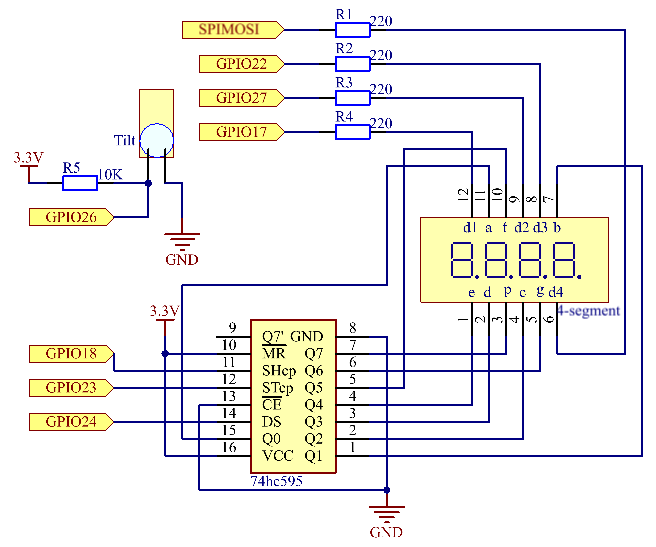 SPIMOSI R1 220
GPIO22 R2 220
GPIO27 R3 220
GPIO17 R4 220
Tilt
3.3V R5 10K
GPIO26
GND
12 11 10 9 8 7
d1 a f d2 d3 b
e d p c g d4
4-segment
1 2 3 4 5 6
3.3V
9 Q7' GND 8
GPIO18 10 MR Q7 7
11 SHcp Q6 6
GPIO23 12 STcp Q5 5
13 CE Q4 4
GPIO24 14 DS Q3 3
15 Q0 Q2 2
16 VCC Q1 1
74hc595
GND